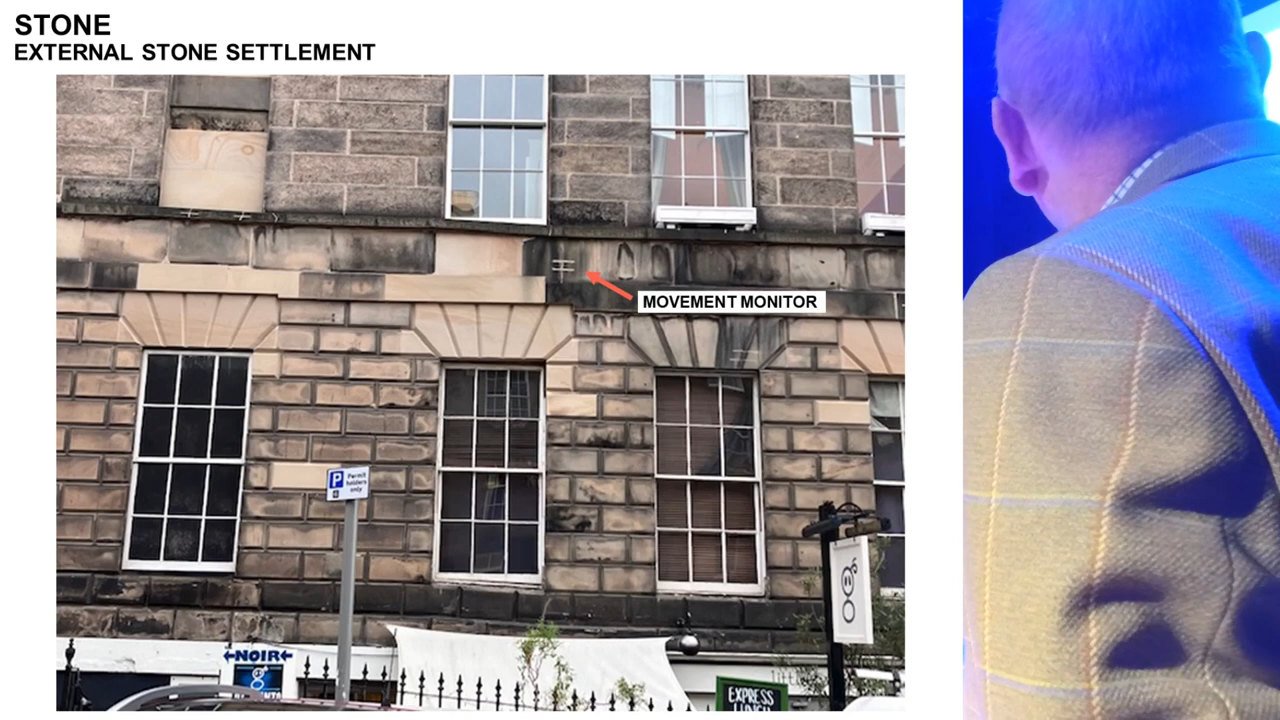 STONE
EXTERNAL STONE SETTLEMENT
MOVEMENT MONITOR
P Permit
holders
only
NOIR
EXPRESS
LUNCH